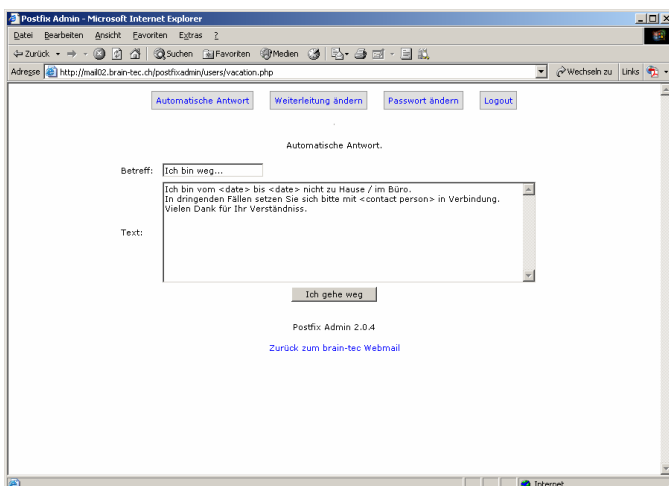 Postfix Admin - Microsoft Internet Explorer
Datei Bearbeiten Ansicht Favoriten Extras ?
Zurück Suchen Favoriten Medien
Adresse http://mail02.brain-tec.ch/postfixadmin/users/vacation.php Wechseln zu Links
Automatische Antwort Weiterleitung ändern Passwort ändern Logout
Automatische Antwort.
Betreff: Ich bin weg...
Ich bin vom <date> bis <date> nicht zu Hause / im Büro.
In dringenden Fällen setzen Sie sich bitte mit <contact person> in Verbindung.
Vielen Dank für Ihr Verständniss.
Text:
Ich gehe weg
Postfix Admin 2.0.4
Zurück zum brain-tec Webmail
Internet